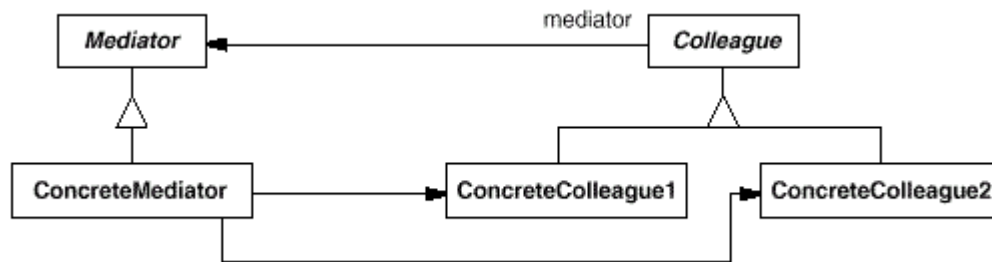 mediator
Mediator
Colleague
ConcreteMediator
ConcreteColleague1
ConcreteColleague2